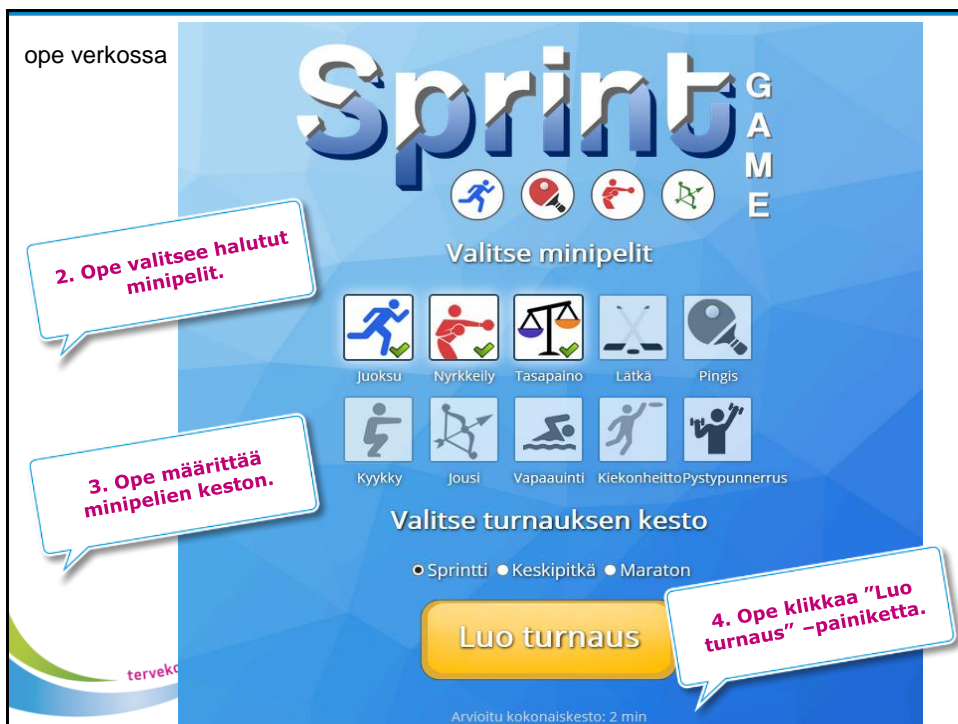 ope verkossa
Sprint
GAME
2. Ope valitsee halutut
minipelit.
Valitse minipelit
Juoksu Nyrkkeily Tasapaino Lätkä Pingis
3. Ope määrittää
minipelien keston.
Kyykky Jousi Vapaauinti Kiekonheitto Pystypunnerrus
Valitse turnauksen kesto
Sprintti Keskipitkä Maraton
4. Ope klikkaa ”Luo
turnaus” –painiketta.
Luo turnaus
Arvioitu kokonaiskesto: 2 min